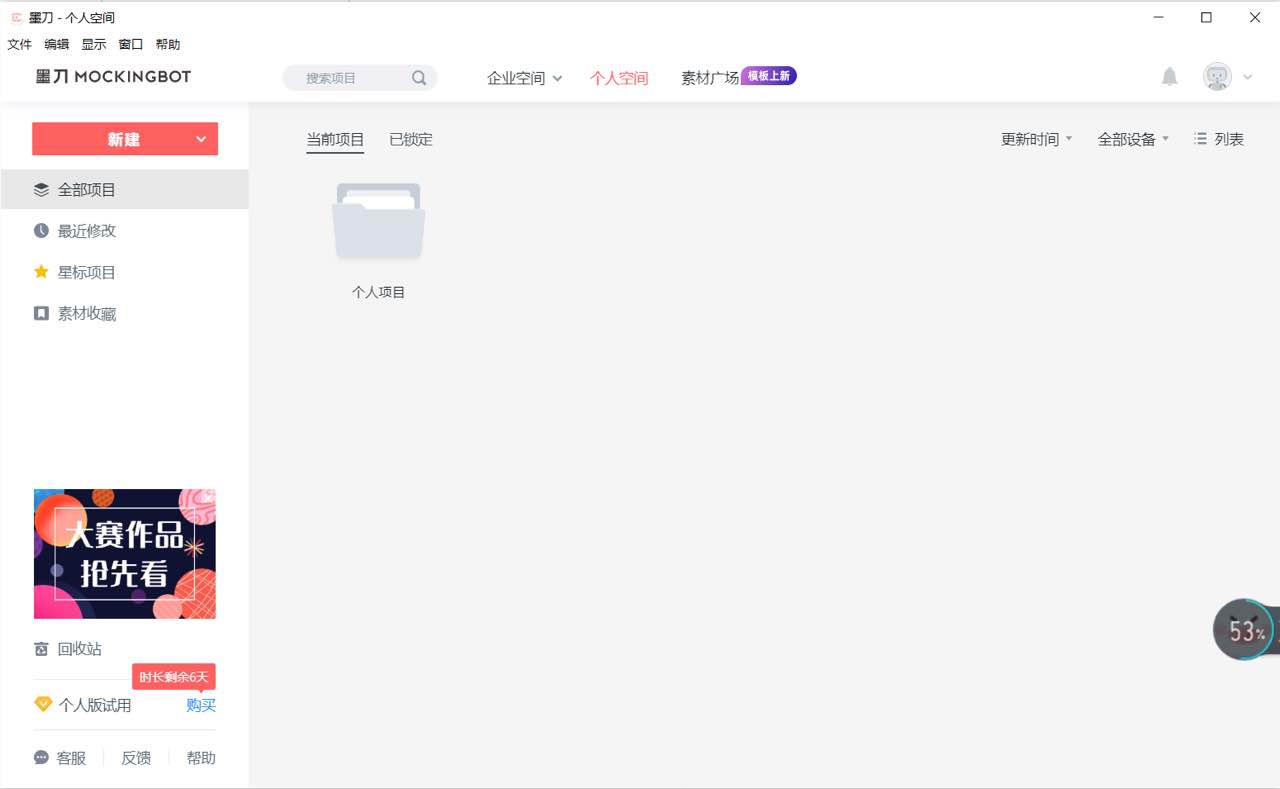 墨刀 - 个人空间
文件 编辑 显示 窗口 帮助
墨刀 MOCKINGBOT 搜索项目 企业空间 个人空间 素材广场 模板上新
新建 当前项目 已锁定 更新时间 全部设备 列表
全部项目
最近修改
星标项目
个人项目
素材收藏
大赛作品
抢先看
53%
回收站
时长剩余6天
个人版试用 购买
客服 反馈 帮助